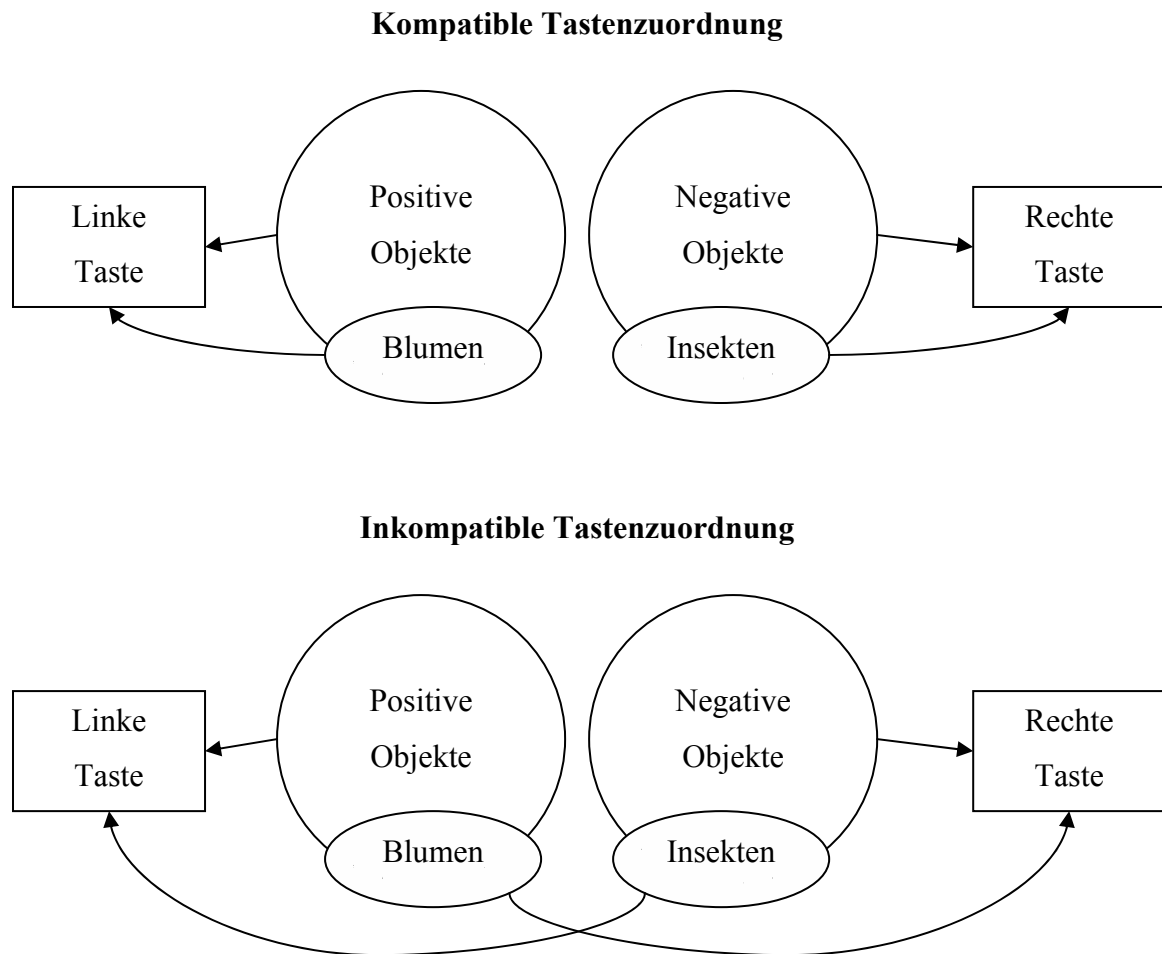 Kompatible Tastenzuordnung
Linke
Taste
Positive
Objekte
Negative
Objekte
Rechte
Taste
Blumen
Insekten
Inkompatible Tastenzuordnung
Linke
Taste
Positive
Objekte
Negative
Objekte
Rechte
Taste
Blumen
Insekten